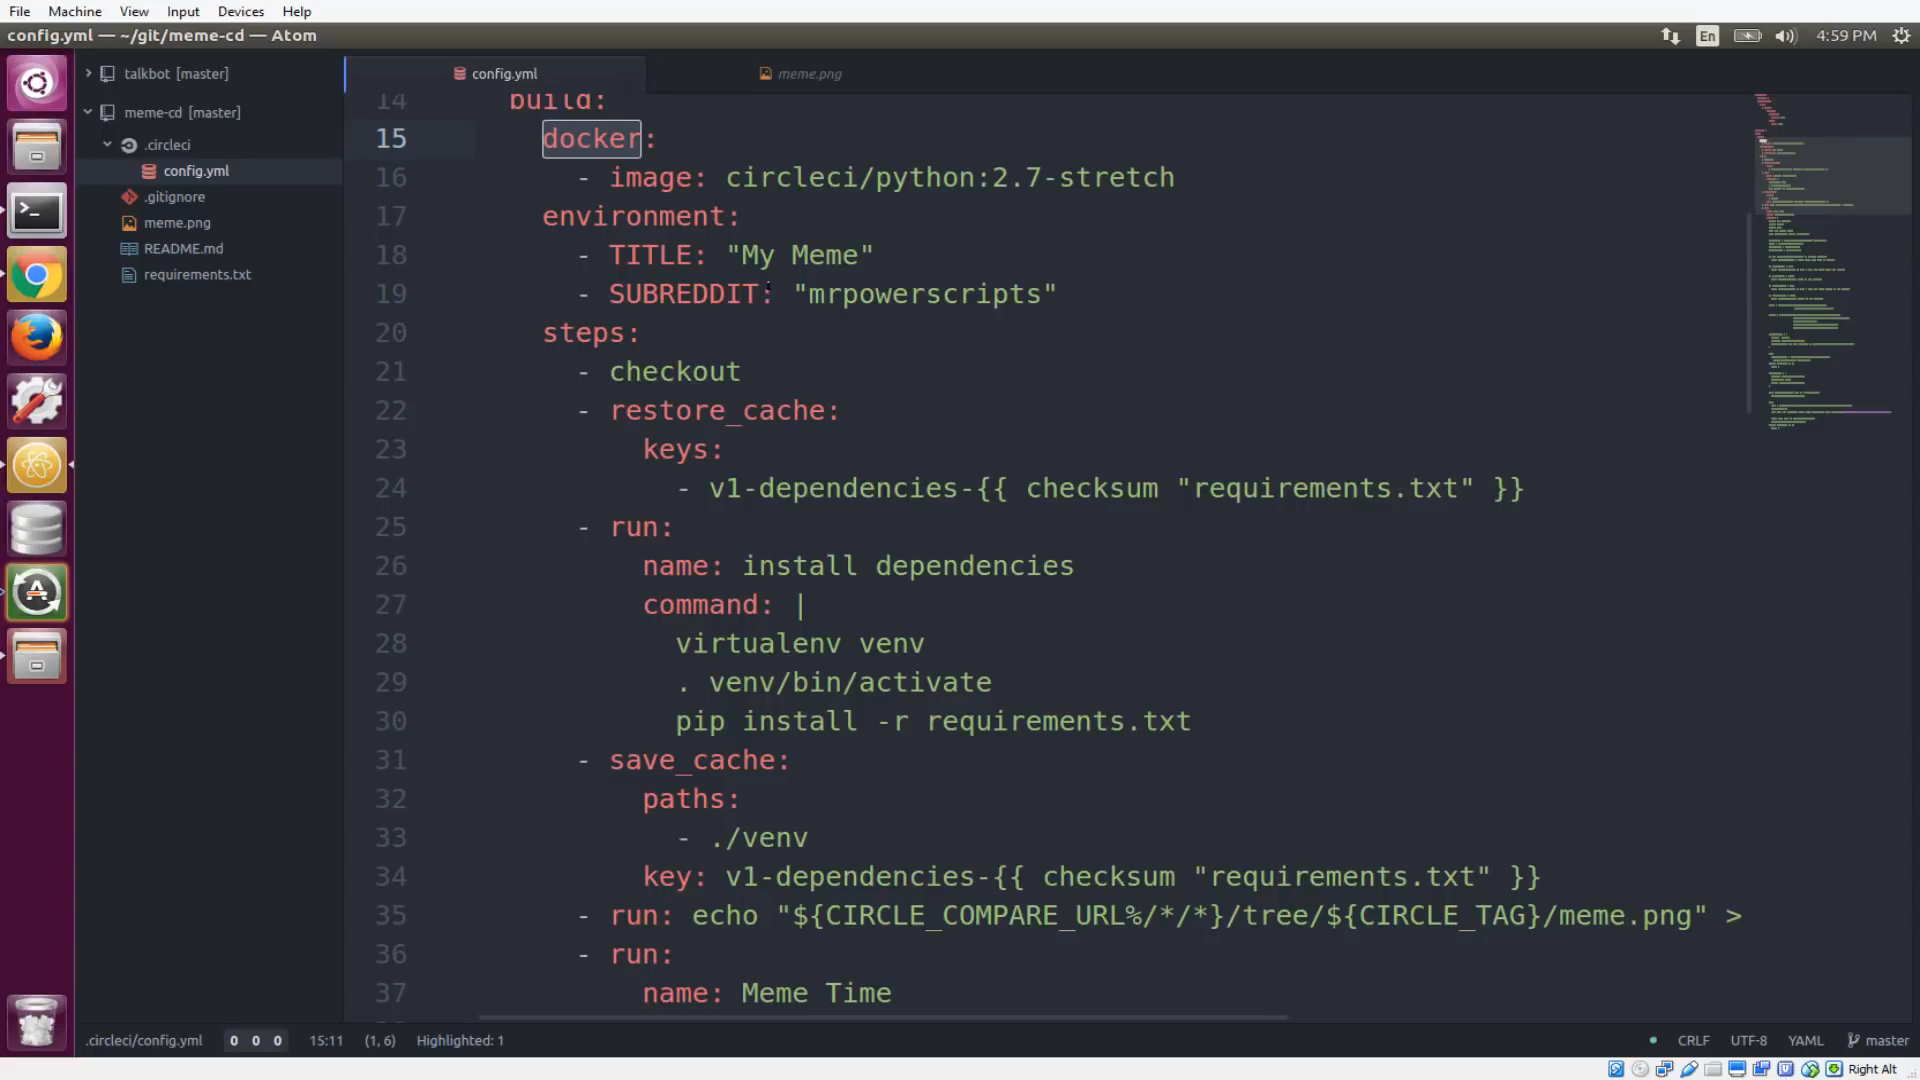 File Machine View Input Devices Help
config.yml — ~/git/meme-cd — Atom
En 4:59 PM
talkbot [master]
meme-cd [master]
.circleci
config.yml
.gitignore
meme.png
README.md
requirements.txt
config.yml
meme.png
14 build:
15 docker:
16 - image: circleci/python:2.7-stretch
17 environment:
18 - TITLE: "My Meme"
19 - SUBREDDIT: "mrpowerscripts"
20 steps:
21 - checkout
22 - restore_cache:
23 keys:
24 - v1-dependencies-{{ checksum "requirements.txt" }}
25 - run:
26 name: install dependencies
27 command: |
28 virtualenv venv
29 . venv/bin/activate
30 pip install -r requirements.txt
31 - save_cache:
32 paths:
33 - ./venv
34 key: v1-dependencies-{{ checksum "requirements.txt" }}
35 - run: echo "${CIRCLE_COMPARE_URL%/*/*}/tree/${CIRCLE_TAG}/meme.png" >
36 - run:
37 name: Meme Time
.circleci/config.yml 0 0 0 15:11 (1, 6) Highlighted: 1
CRLF UTF-8 YAML master
Right Alt